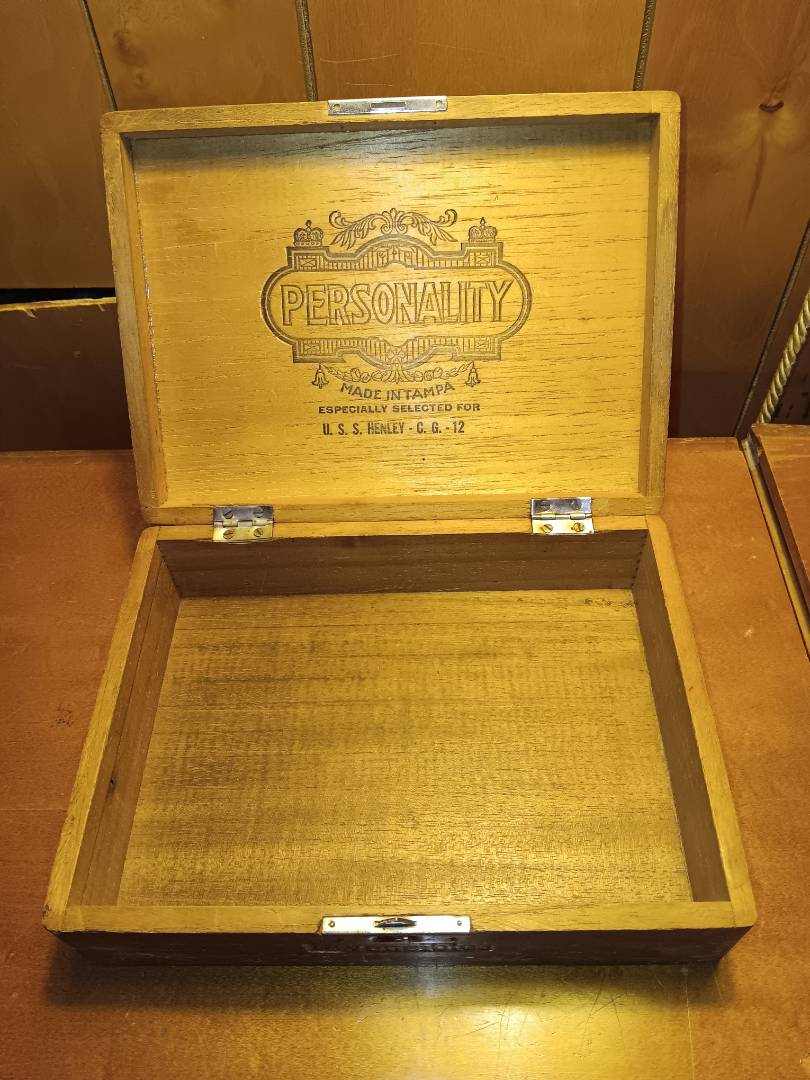 PERSONALITY
MADE IN TAMPA
ESPECIALLY SELECTED FOR
U. S. S. HENLEY - C. G. - 12